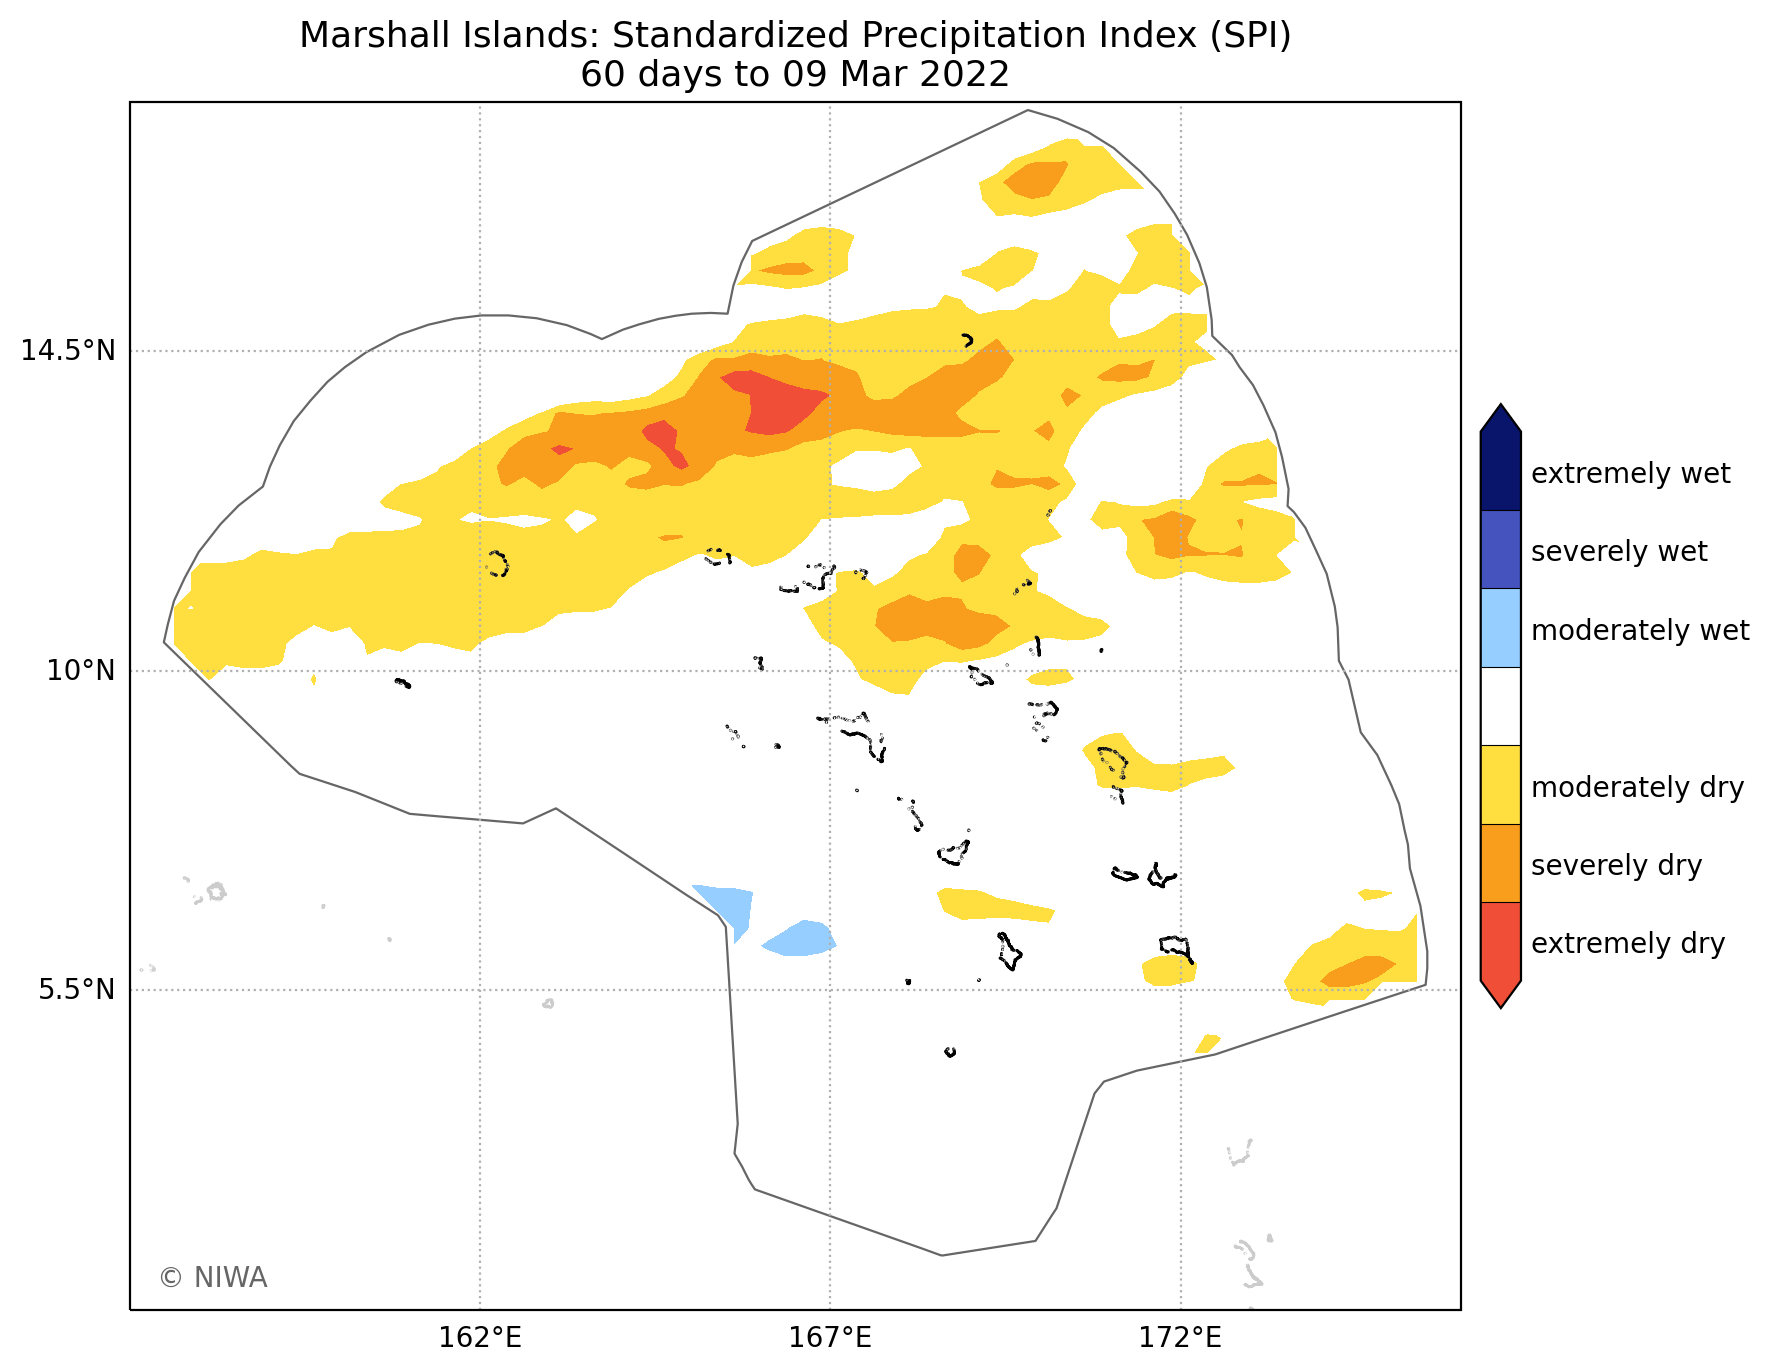 Marshall Islands: Standardized Precipitation Index (SPI)
60 days to 09 Mar 2022
14.5°N
10°N
5.5°N
162°E
167°E
172°E
extremely wet
severely wet
moderately wet
moderately dry
severely dry
extremely dry
© NIWA